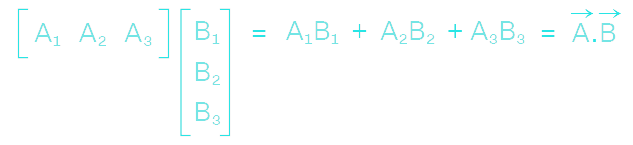 [A₁ A₂ A₃] [B₁ = A₁B₁ + A₂B₂ + A₃B₃ = A⃗.B⃗
B₂
B₃]